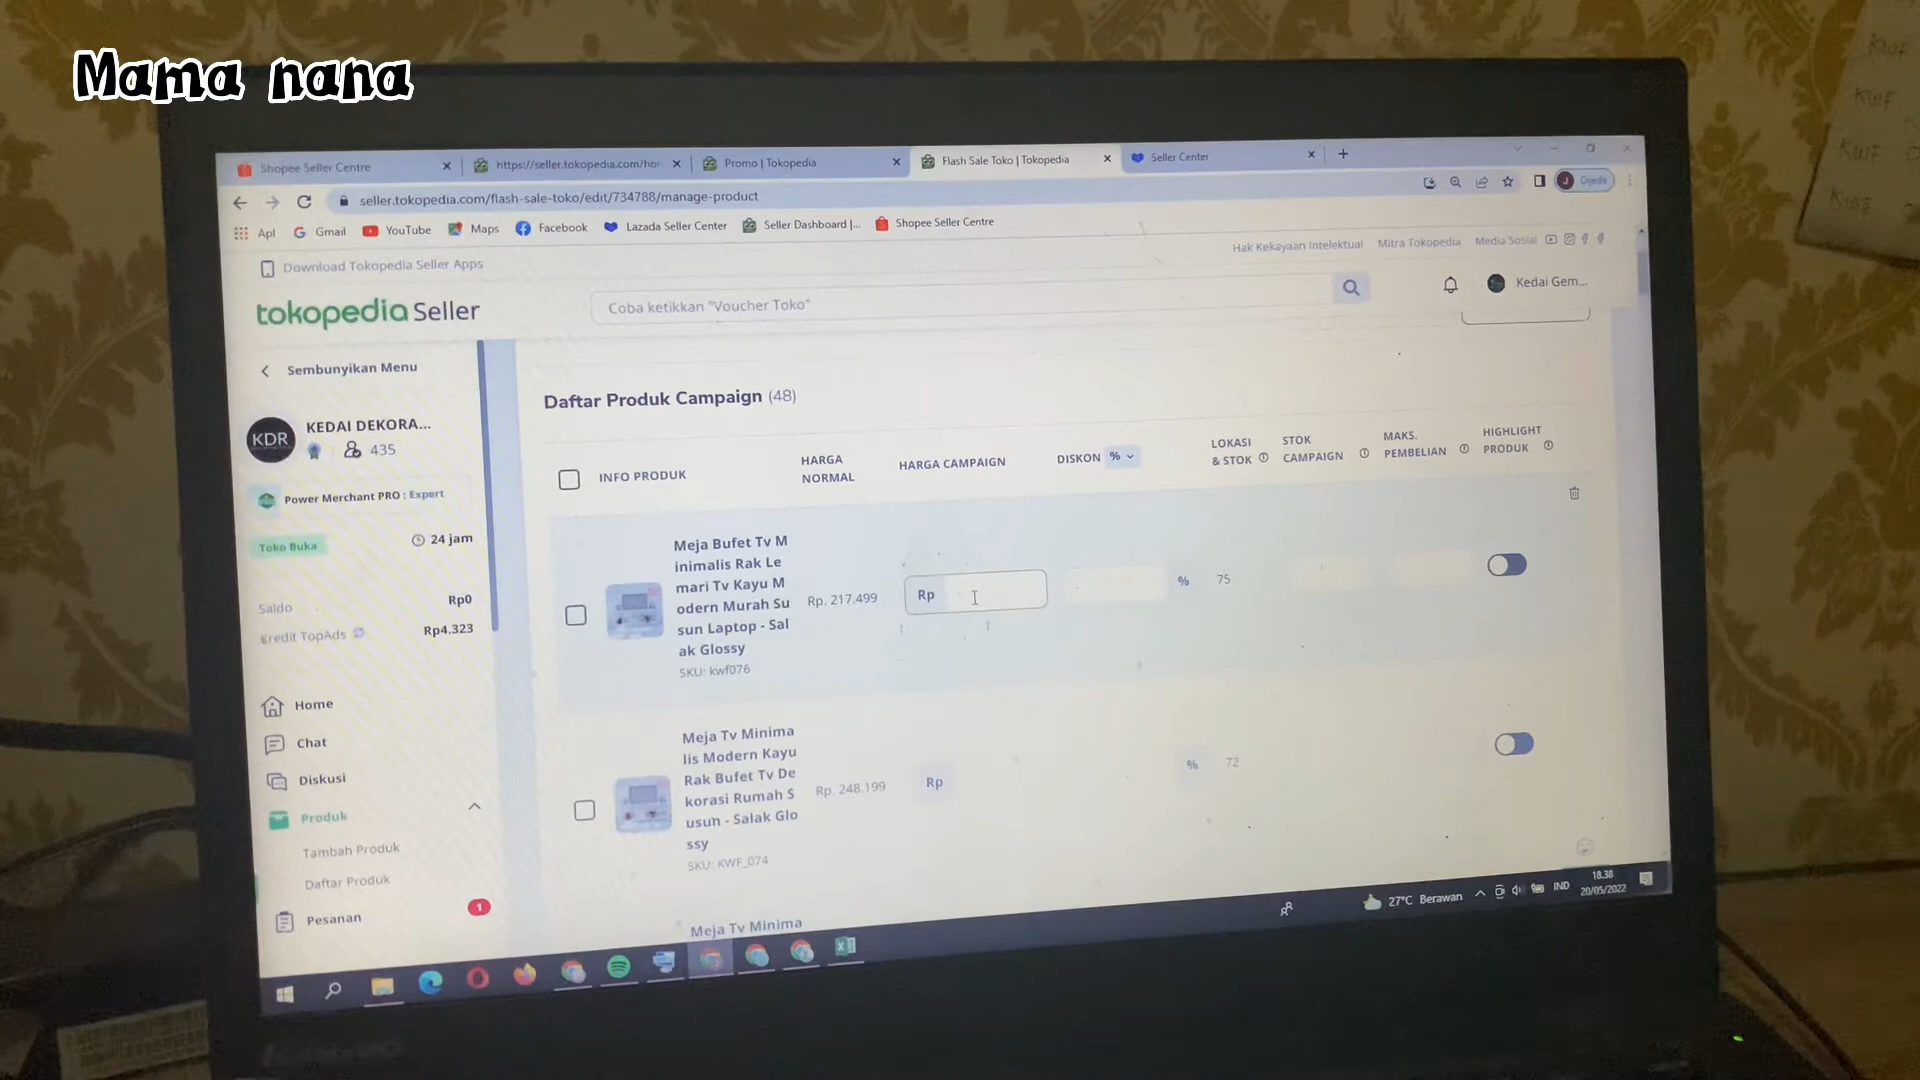 Mama nana
Shopee Seller Centre
https://seller.tokopedia.com/ho
Promo | Tokopedia
Flash Sale Toko | Tokopedia
Seller Center
seller.tokopedia.com/flash-sale-toko/edit/734788/manage-product
Apl
Gmail
YouTube
Maps
Facebook
Lazada Seller Center
Seller Dashboard |...
Shopee Seller Centre
Download Tokopedia Seller Apps
Hak Kekayaan Intelektual
Mitra Tokopedia
Media Sosial
tokopedia Seller
Coba ketikkan "Voucher Toko"
Kedai Gem...
Sembunyikan Menu
KDR
KEDAI DEKORA...
435
Power Merchant PRO : Expert
Toko Buka
24 jam
Saldo
Rp0
Kredit TopAds
Rp4.323
Home
Chat
Diskusi
Produk
Tambah Produk
Daftar Produk
Pesanan
1
Daftar Produk Campaign (48)
INFO PRODUK
HARGA
NORMAL
HARGA CAMPAIGN
DISKON %
LOKASI
& STOK
STOK
CAMPAIGN
MAKS.
PEMBELIAN
HIGHLIGHT
PRODUK
Meja Bufet Tv M
inimalis Rak Le
mari Tv Kayu M
odern Murah Su
sun Laptop - Sal
ak Glossy
SKU: kwf076
Rp. 217.499
Rp
%
75
Meja Tv Minima
lis Modern Kayu
Rak Bufet Tv De
korasi Rumah S
usun - Salak Glo
ssy
SKU: KWF_074
Rp. 248.199
Rp
%
72
Meja Tv Minima
27°C Berawan
IND
18.38
20/05/2022